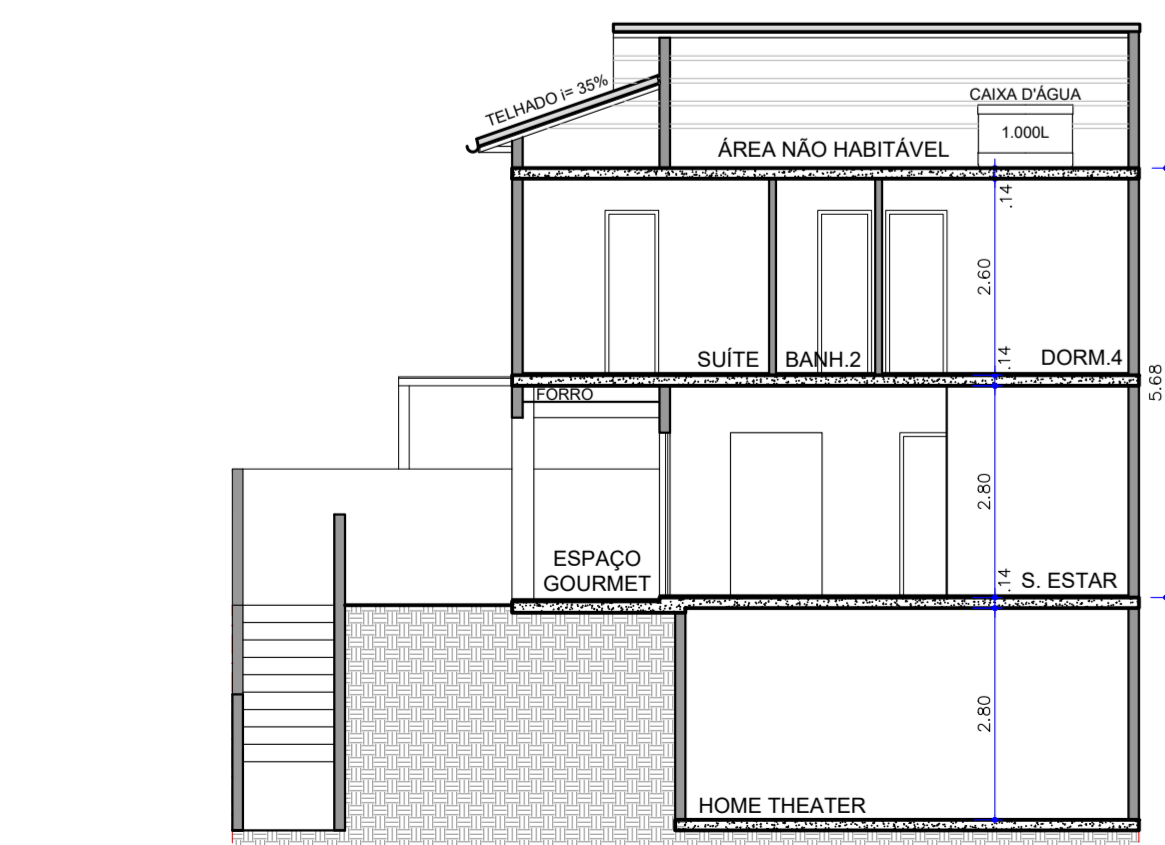 TELHADO i= 35%
CAIXA D'ÁGUA
1.000L
ÁREA NÃO HABITÁVEL
.14
2.60
SUÍTE
BANH.2
.14
DORM.4
5.68
FORRO
2.80
ESPAÇO
GOURMET
.14
S. ESTAR
2.80
HOME THEATER